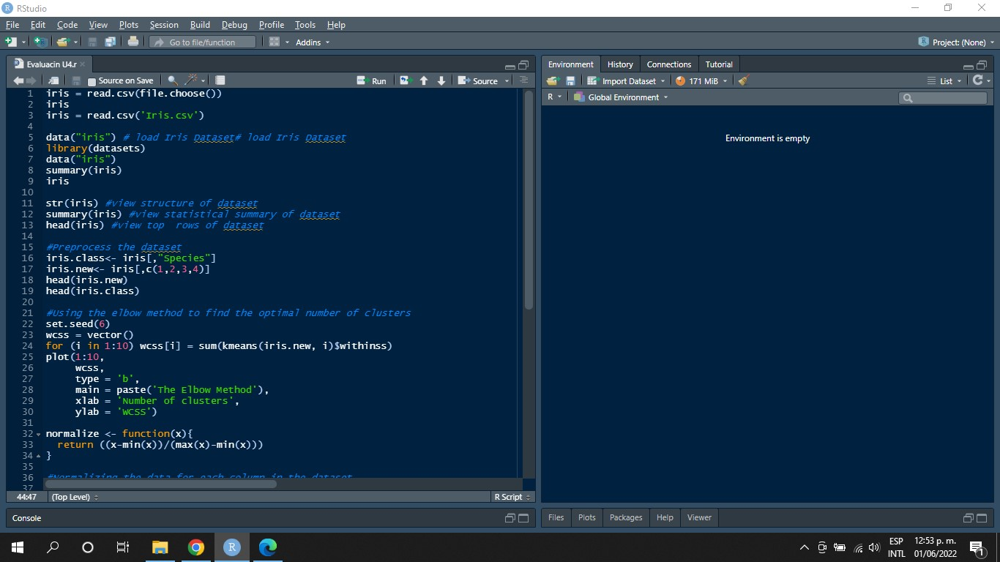 RStudio
File Edit Code View Plots Session Build Debug Profile Tools Help
Go to file/function Addins Project: (None)
Evaluacin U4.r
Source on Save Run Source
1 iris = read.csv(file.choose())
2 iris
3 iris = read.csv('Iris.csv')
4
5 data("iris") # load Iris Dataset# load Iris Dataset
6 library(datasets)
7 data("iris")
8 summary(iris)
9 iris
10
11 str(iris) #view structure of dataset
12 summary(iris) #view statistical summary of dataset
13 head(iris) #view top  rows of dataset
14
15 #Preprocess the dataset
16 iris.class<- iris[,"Species"]
17 iris.new<- iris[,c(1,2,3,4)]
18 head(iris.new)
19 head(iris.class)
20
21 #Using the elbow method to find the optimal number of clusters
22 set.seed(6)
23 wcss = vector()
24 for (i in 1:10) wcss[i] = sum(kmeans(iris.new, i)$withinss)
25 plot(1:10,
26 wcss,
27 type = 'b',
28 main = paste('The Elbow Method'),
29 xlab = 'Number of clusters',
30 ylab = 'WCSS')
31
32 normalize <- function(x){
33 return ((x-min(x))/(max(x)-min(x)))
34 }
35
36 #Normalizing the data for each column in the dataset
37
44:47 (Top Level) R Script
Console
Environment History Connections Tutorial
Import Dataset 171 MiB List
R Global Environment
Environment is empty
Files Plots Packages Help Viewer
R
ESP 12:53 p. m.
INTL 01/06/2022 1